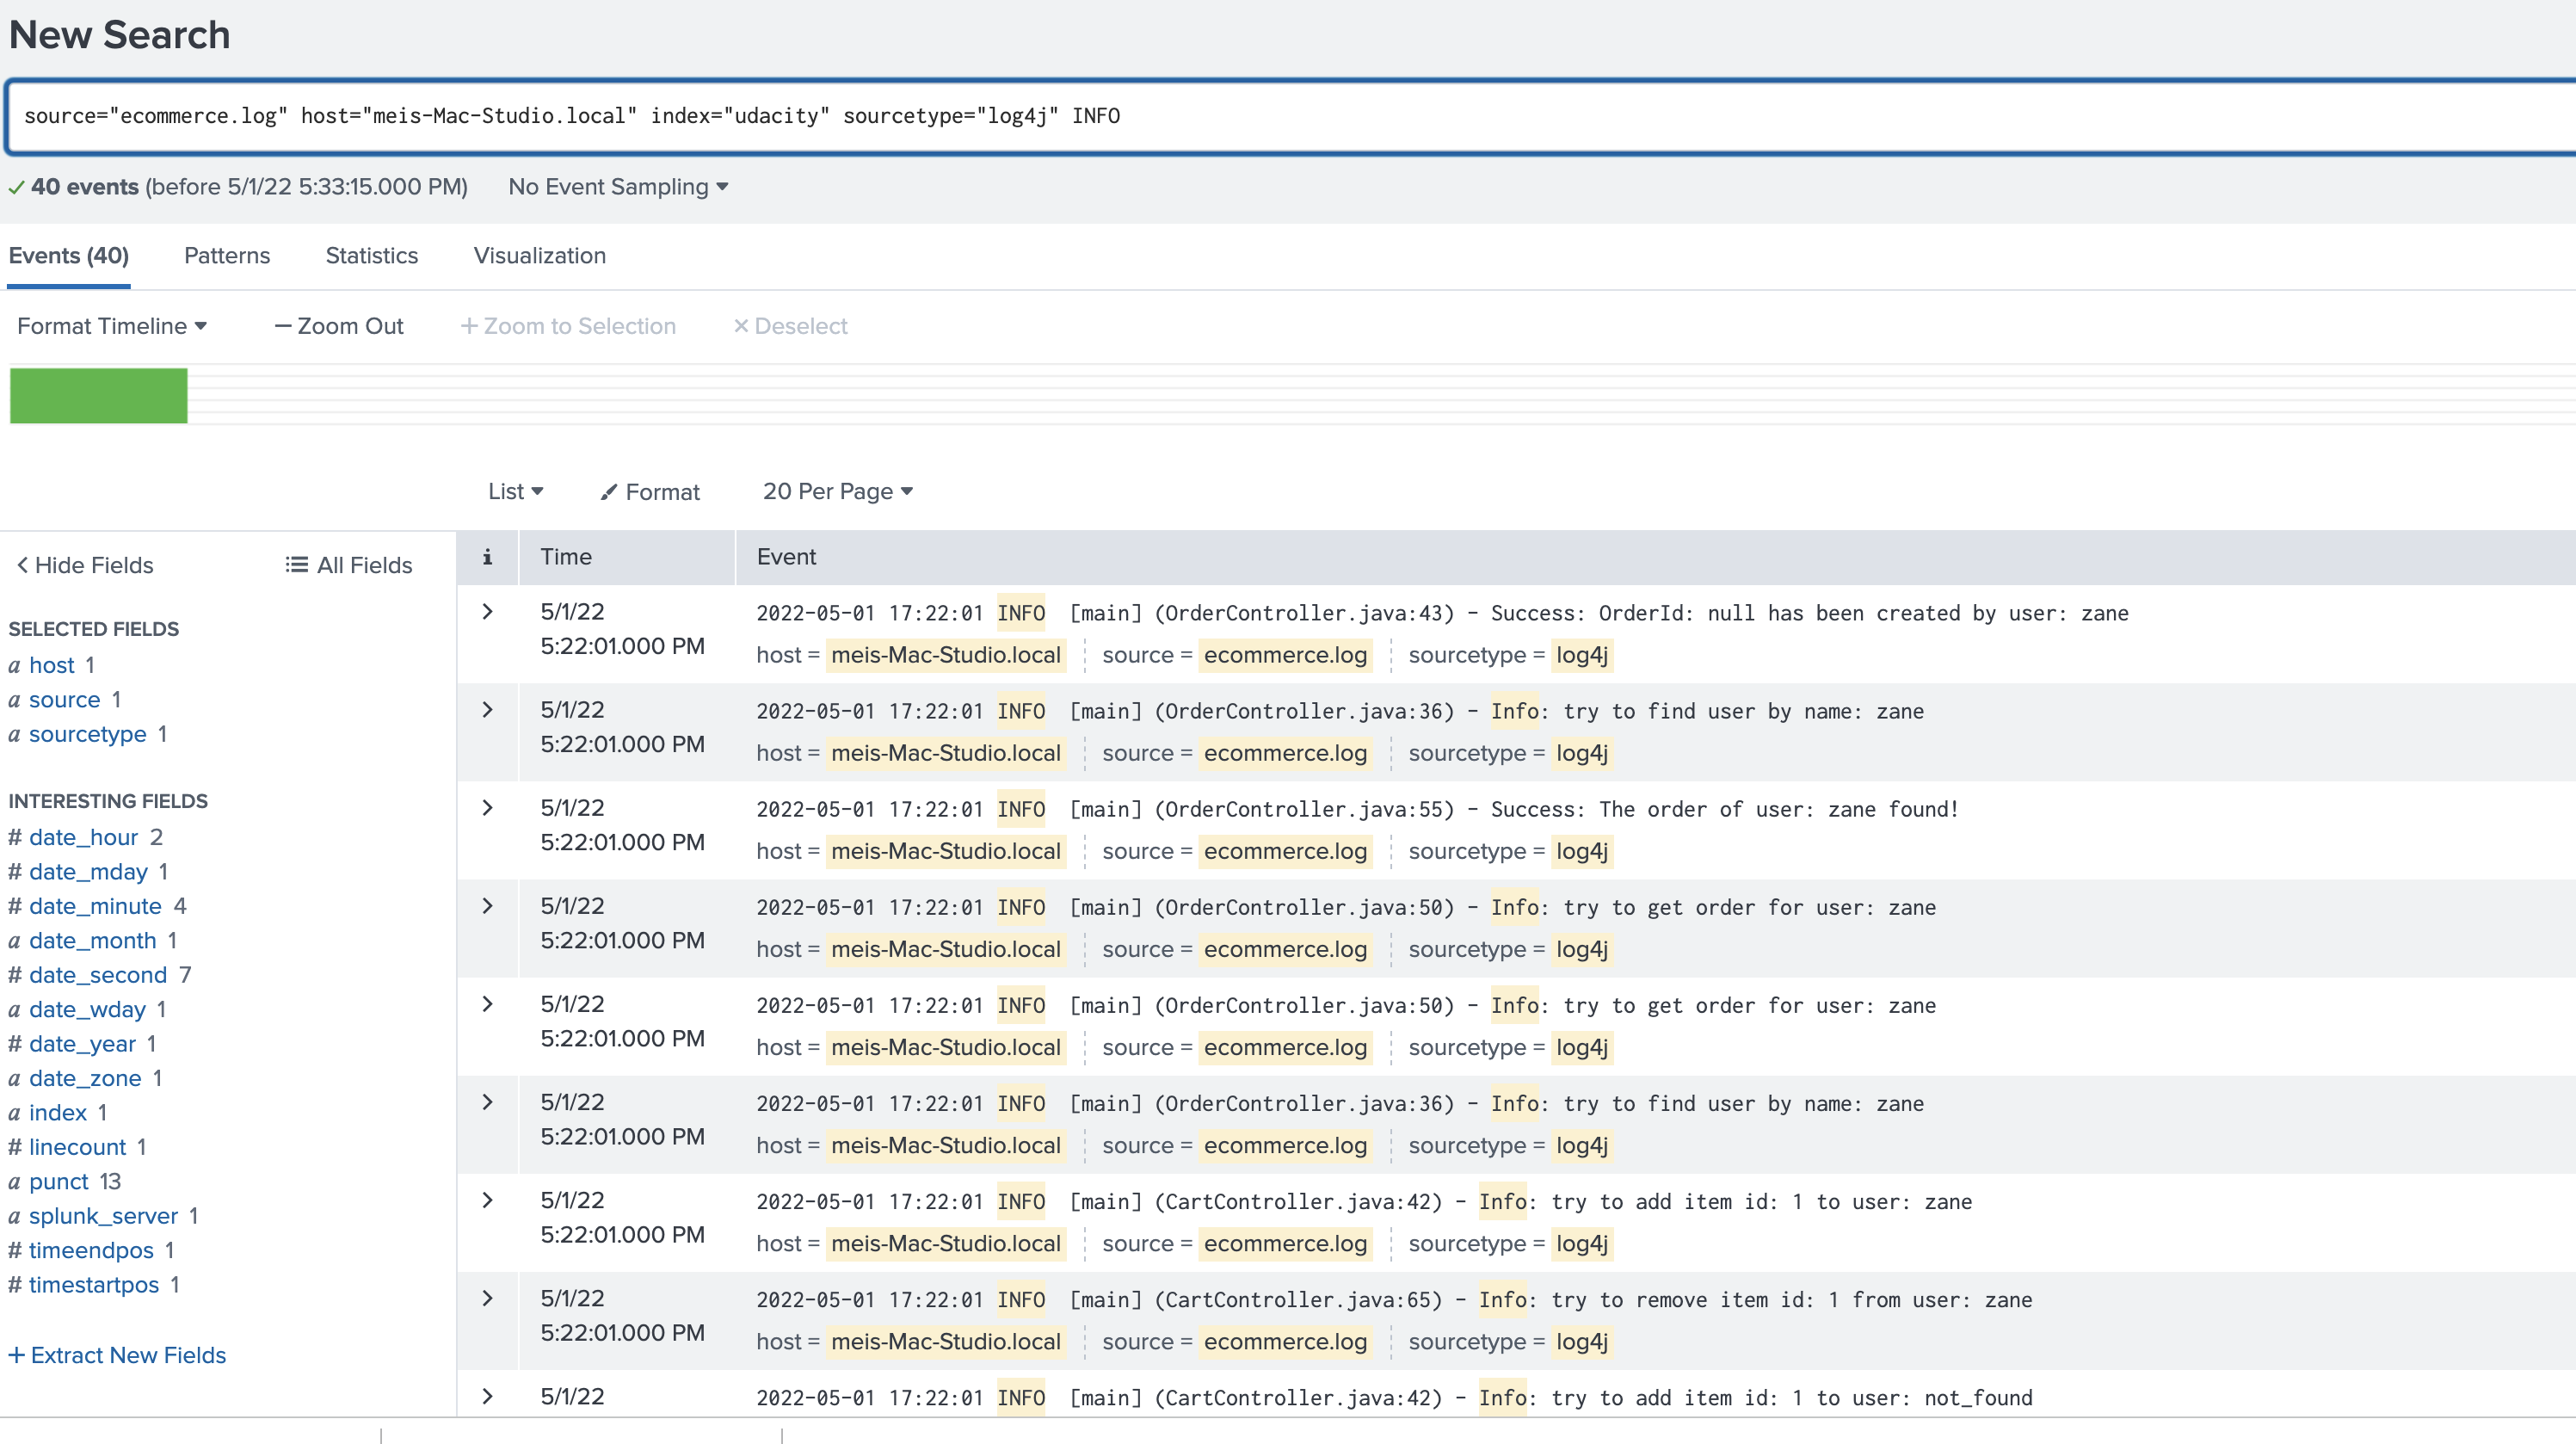 New Search
source="ecommerce.log" host="meis-Mac-Studio.local" index="udacity" sourcetype="log4j" INFO
40 events (before 5/1/22 5:33:15.000 PM) No Event Sampling
Events (40) Patterns Statistics Visualization
Format Timeline — Zoom Out + Zoom to Selection × Deselect
List Format 20 Per Page
< Hide Fields All Fields
SELECTED FIELDS
a host 1
a source 1
a sourcetype 1
INTERESTING FIELDS
# date_hour 2
# date_mday 1
# date_minute 4
a date_month 1
# date_second 7
a date_wday 1
# date_year 1
a date_zone 1
a index 1
# linecount 1
a punct 13
a splunk_server 1
# timeendpos 1
# timestartpos 1
+ Extract New Fields
i Time Event
> 5/1/22 2022-05-01 17:22:01 INFO [main] (OrderController.java:43) - Success: OrderId: null has been created by user: zane
5:22:01.000 PM host = meis-Mac-Studio.local source = ecommerce.log sourcetype = log4j
> 5/1/22 2022-05-01 17:22:01 INFO [main] (OrderController.java:36) - Info: try to find user by name: zane
5:22:01.000 PM host = meis-Mac-Studio.local source = ecommerce.log sourcetype = log4j
> 5/1/22 2022-05-01 17:22:01 INFO [main] (OrderController.java:55) - Success: The order of user: zane found!
5:22:01.000 PM host = meis-Mac-Studio.local source = ecommerce.log sourcetype = log4j
> 5/1/22 2022-05-01 17:22:01 INFO [main] (OrderController.java:50) - Info: try to get order for user: zane
5:22:01.000 PM host = meis-Mac-Studio.local source = ecommerce.log sourcetype = log4j
> 5/1/22 2022-05-01 17:22:01 INFO [main] (OrderController.java:50) - Info: try to get order for user: zane
5:22:01.000 PM host = meis-Mac-Studio.local source = ecommerce.log sourcetype = log4j
> 5/1/22 2022-05-01 17:22:01 INFO [main] (OrderController.java:36) - Info: try to find user by name: zane
5:22:01.000 PM host = meis-Mac-Studio.local source = ecommerce.log sourcetype = log4j
> 5/1/22 2022-05-01 17:22:01 INFO [main] (CartController.java:42) - Info: try to add item id: 1 to user: zane
5:22:01.000 PM host = meis-Mac-Studio.local source = ecommerce.log sourcetype = log4j
> 5/1/22 2022-05-01 17:22:01 INFO [main] (CartController.java:65) - Info: try to remove item id: 1 from user: zane
5:22:01.000 PM host = meis-Mac-Studio.local source = ecommerce.log sourcetype = log4j
> 5/1/22 2022-05-01 17:22:01 INFO [main] (CartController.java:42) - Info: try to add item id: 1 to user: not_found